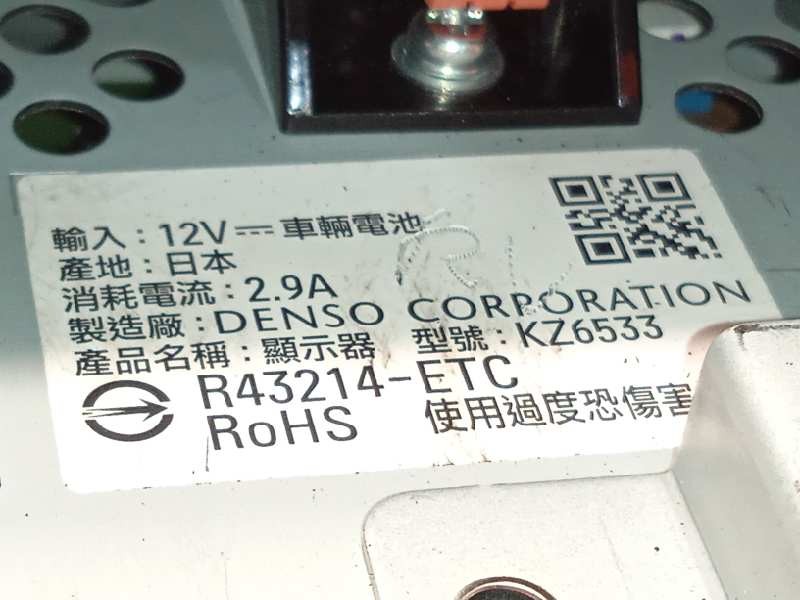 輸入：12V⎓車輛電池
產地：日本
消耗電流：2.9A
製造廠：DENSO CORPORATION
產品名稱：顯示器 型號：KZ6533
R43214-ETC
RoHS 使用過度恐傷害